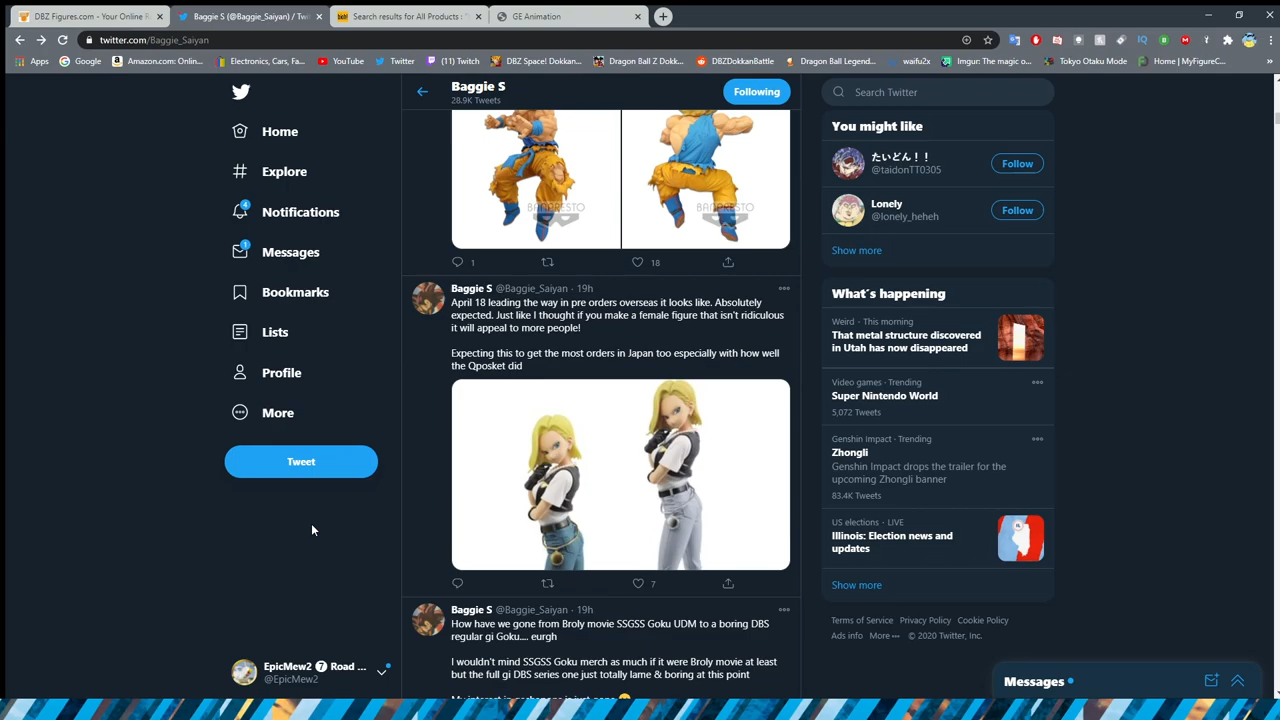 DBZ Figures.com - Your Online
Baggie S (@Baggie_Saiyan) / Twi
Search results for All Products : "
GE Animation
twitter.com/Baggie_Saiyan
Apps
Google
Amazon.com: Onlin...
Electronics, Cars, Fa...
YouTube
Twitter
(11) Twitch
DBZ Space! Dokkan...
Dragon Ball Z Dokk...
DBZDokkanBattle
Dragon Ball Legend...
waifu2x
Imgur: The magic o...
Tokyo Otaku Mode
Home | MyFigureC...
Home
Explore
4
Notifications
1
Messages
Bookmarks
Lists
Profile
More
Tweet
EpicMew2 7 Road ...
@EpicMew2
Baggie S
28.9K Tweets
Following
BANPRESTO
BANPRESTO
1
18
Baggie S @Baggie_Saiyan · 19h
April 18 leading the way in pre orders overseas it looks like. Absolutely
expected. Just like I thought if you make a female figure that isn't ridiculous
it will appeal to more people!
Expecting this to get the most orders in Japan too especially with how well
the Qposket did
7
Baggie S @Baggie_Saiyan · 19h
How have we gone from Broly movie SSGSS Goku UDM to a boring DBS
regular gi Goku.... eurgh
I wouldn't mind SSGSS Goku merch as much if it were Broly movie at least
but the full gi DBS series one just totally lame & boring at this point
Search Twitter
You might like
たいどん！！
@taidonTT0305
Follow
Lonely
@lonely_heheh
Follow
Show more
What's happening
Weird · This morning
That metal structure discovered
in Utah has now disappeared
Video games · Trending
Super Nintendo World
5,072 Tweets
Genshin Impact · Trending
Zhongli
Genshin Impact drops the trailer for the
upcoming Zhongli banner
83.4K Tweets
US elections · LIVE
Illinois: Election news and
updates
Show more
Terms of Service Privacy Policy Cookie Policy
Ads info More ··· © 2020 Twitter, Inc.
Messages